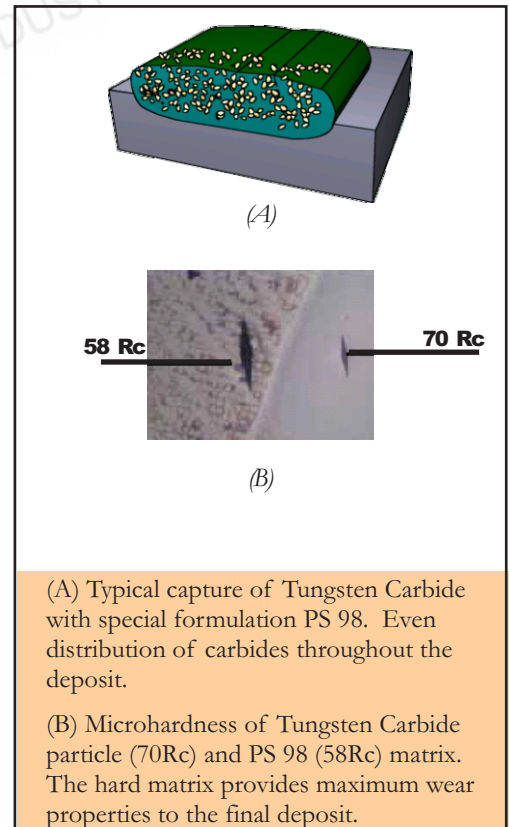 (A)
58 Rc
70 Rc
(B)
(A) Typical capture of Tungsten Carbide
with special formulation PS 98. Even
distribution of carbides throughout the
deposit.
(B) Microhardness of Tungsten Carbide
particle (70Rc) and PS 98 (58Rc) matrix.
The hard matrix provides maximum wear
properties to the final deposit.